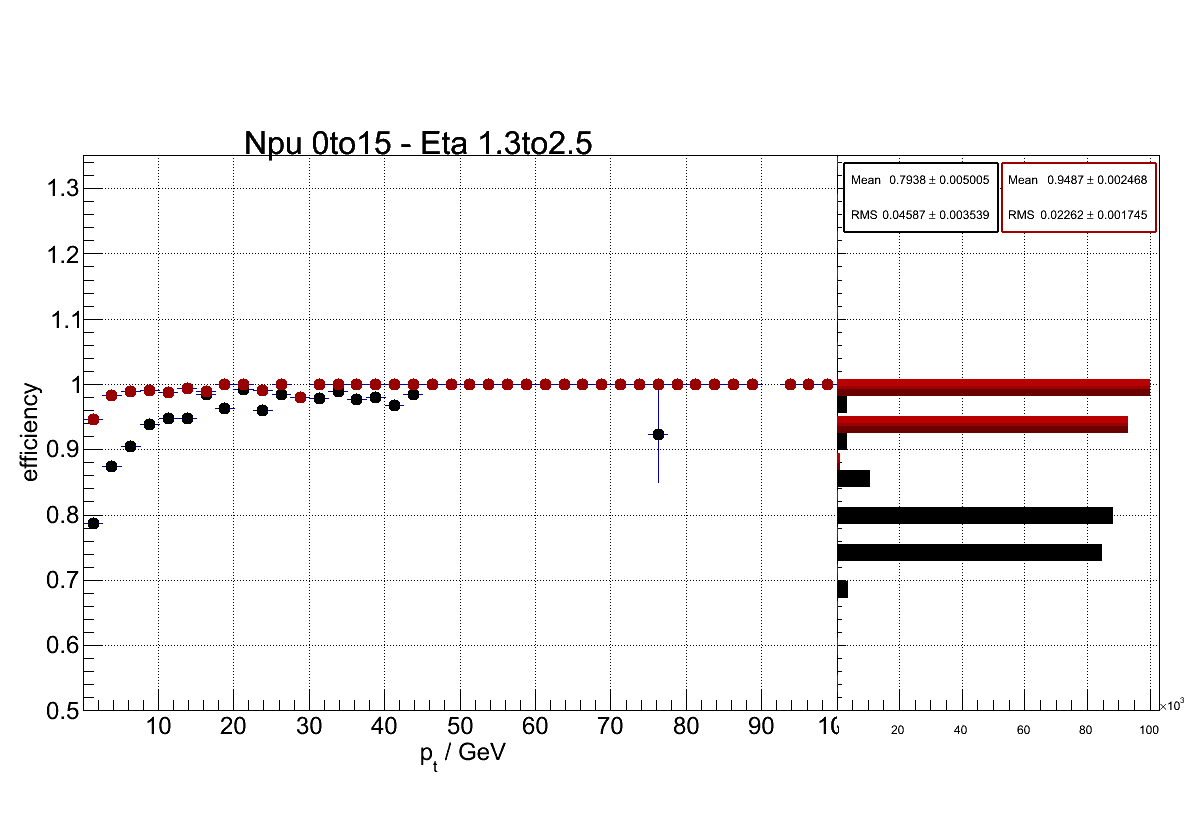 Npu 0to15 - Eta 1.3to2.5
Mean 0.7938 ± 0.005005
RMS 0.04587 ± 0.003539
Mean 0.9487 ± 0.002468
RMS 0.02262 ± 0.001745
efficiency
1.3
1.2
1.1
1
0.9
0.8
0.7
0.6
0.5
10 20 30 40 50 60 70 80 90 10
p_t / GeV
20 40 60 80 100
×10³